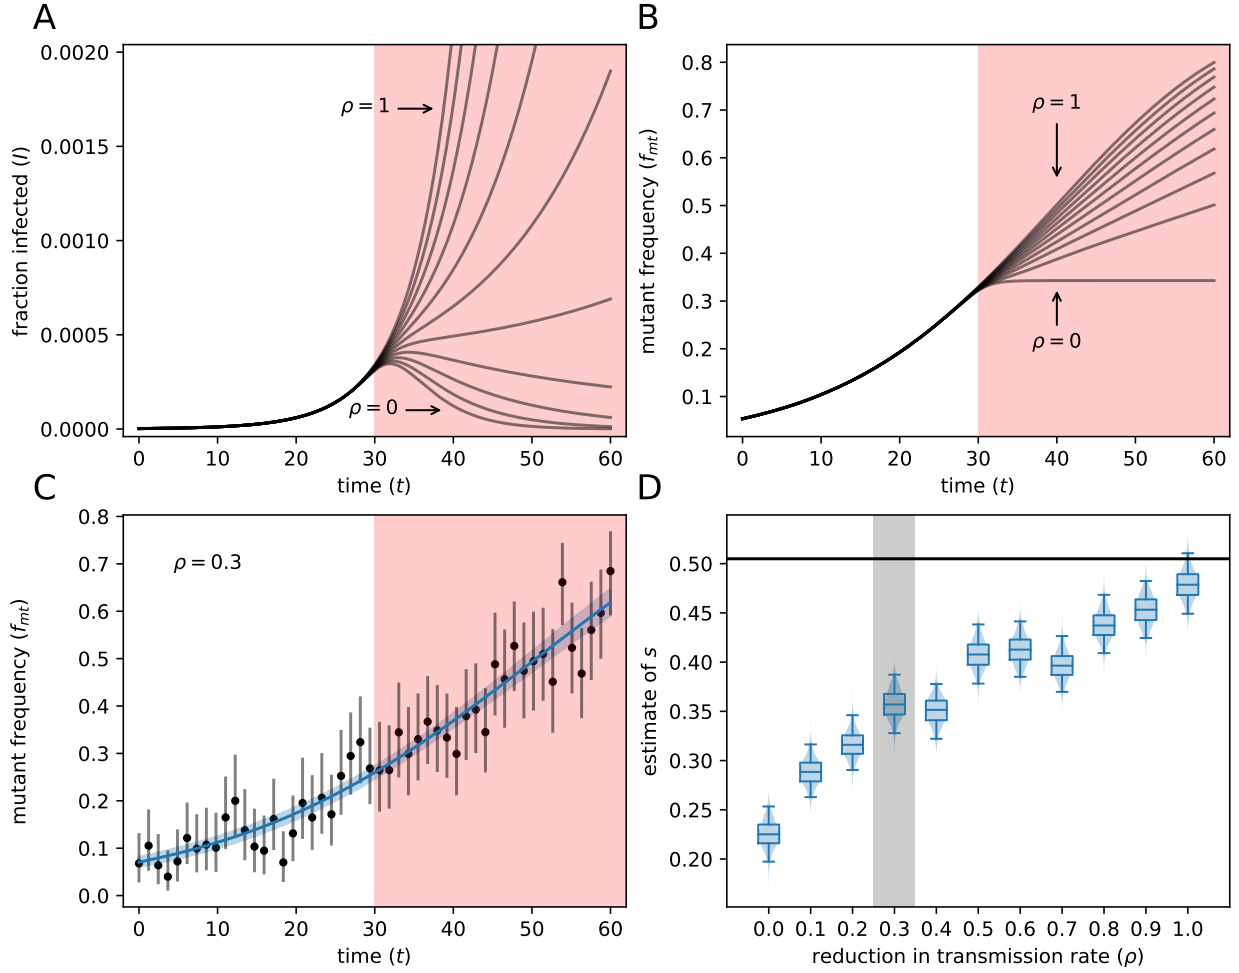 A
0.0020
0.0015
0.0010
0.0005
0.0000
fraction infected (I)
ρ = 1
ρ = 0
0 10 20 30 40 50 60
time (t)
B
0.8
0.7
0.6
0.5
0.4
0.3
0.2
0.1
mutant frequency (f_mt)
ρ = 1
ρ = 0
0 10 20 30 40 50 60
time (t)
C
0.8
0.7
0.6
0.5
0.4
0.3
0.2
0.1
0.0
mutant frequency (f_mt)
ρ = 0.3
0 10 20 30 40 50 60
time (t)
D
0.50
0.45
0.40
0.35
0.30
0.25
0.20
estimate of s
0.0 0.1 0.2 0.3 0.4 0.5 0.6 0.7 0.8 0.9 1.0
reduction in transmission rate (ρ)